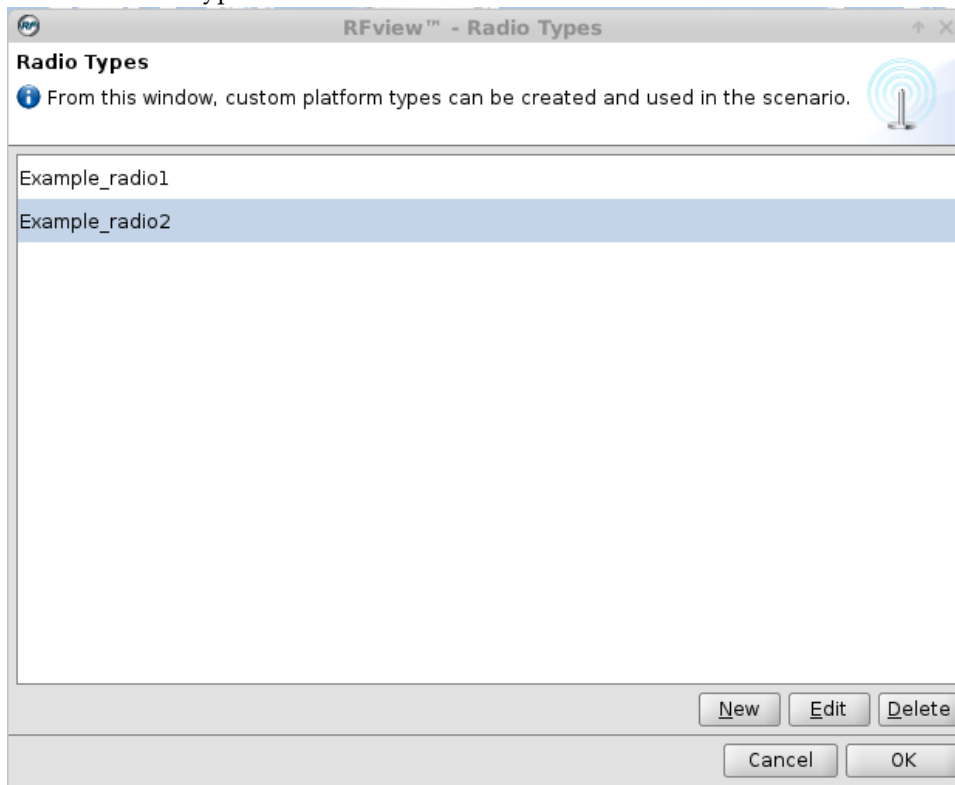 RFview™ - Radio Types
Radio Types
From this window, custom platform types can be created and used in the scenario.
Example_radio1
Example_radio2
New Edit Delete
Cancel OK